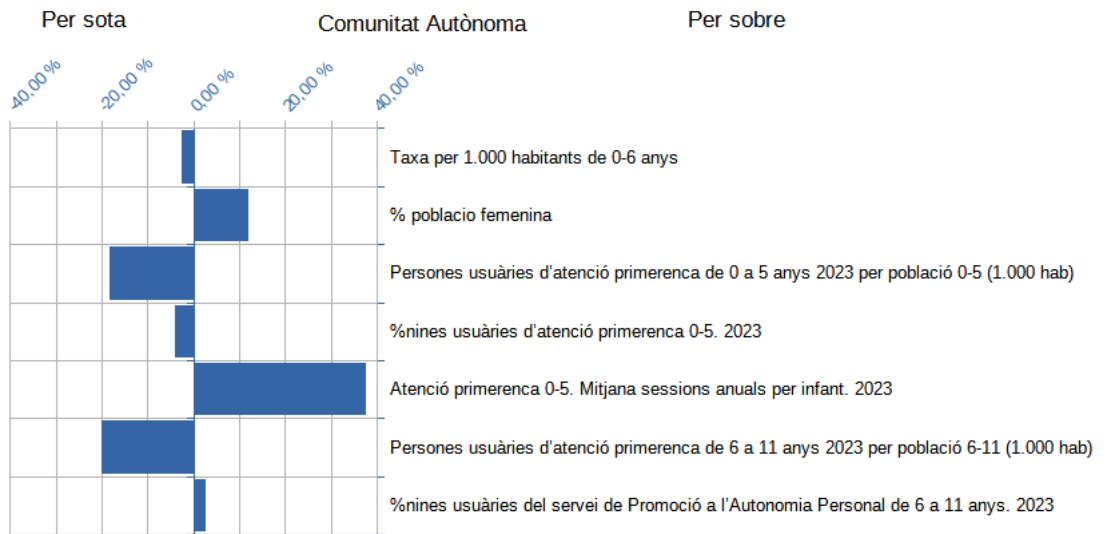 Per sota
Comunitat Autònoma
Per sobre
-40,00 %
-20,00 %
0,00 %
20,00 %
40,00 %
Taxa per 1.000 habitants de 0-6 anys
% poblacio femenina
Persones usuàries d’atenció primerenca de 0 a 5 anys 2023 per població 0-5 (1.000 hab)
%nines usuàries d’atenció primerenca 0-5. 2023
Atenció primerenca 0-5. Mitjana sessions anuals per infant. 2023
Persones usuàries d’atenció primerenca de 6 a 11 anys 2023 per població 6-11 (1.000 hab)
%nines usuàries del servei de Promoció a l’Autonomia Personal de 6 a 11 anys. 2023